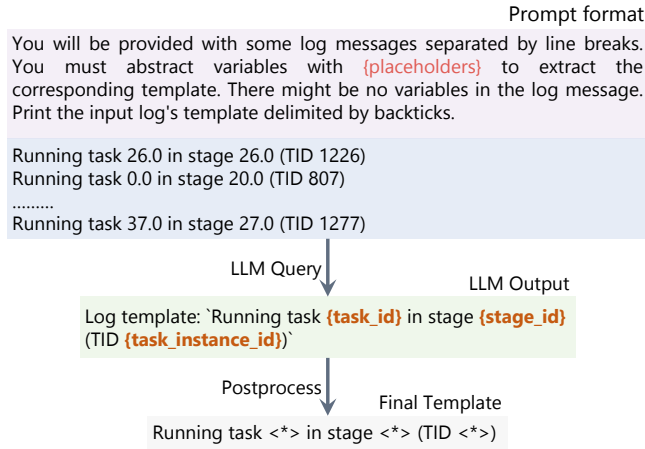 Prompt format
You will be provided with some log messages separated by line breaks.
You must abstract variables with {placeholders} to extract the
corresponding template. There might be no variables in the log message.
Print the input log's template delimited by backticks.
Running task 26.0 in stage 26.0 (TID 1226)
Running task 0.0 in stage 20.0 (TID 807)
.........
Running task 37.0 in stage 27.0 (TID 1277)
LLM Query
LLM Output
Log template: `Running task {task_id} in stage {stage_id}
(TID {task_instance_id})`
Postprocess
Final Template
Running task <*> in stage <*> (TID <*>)